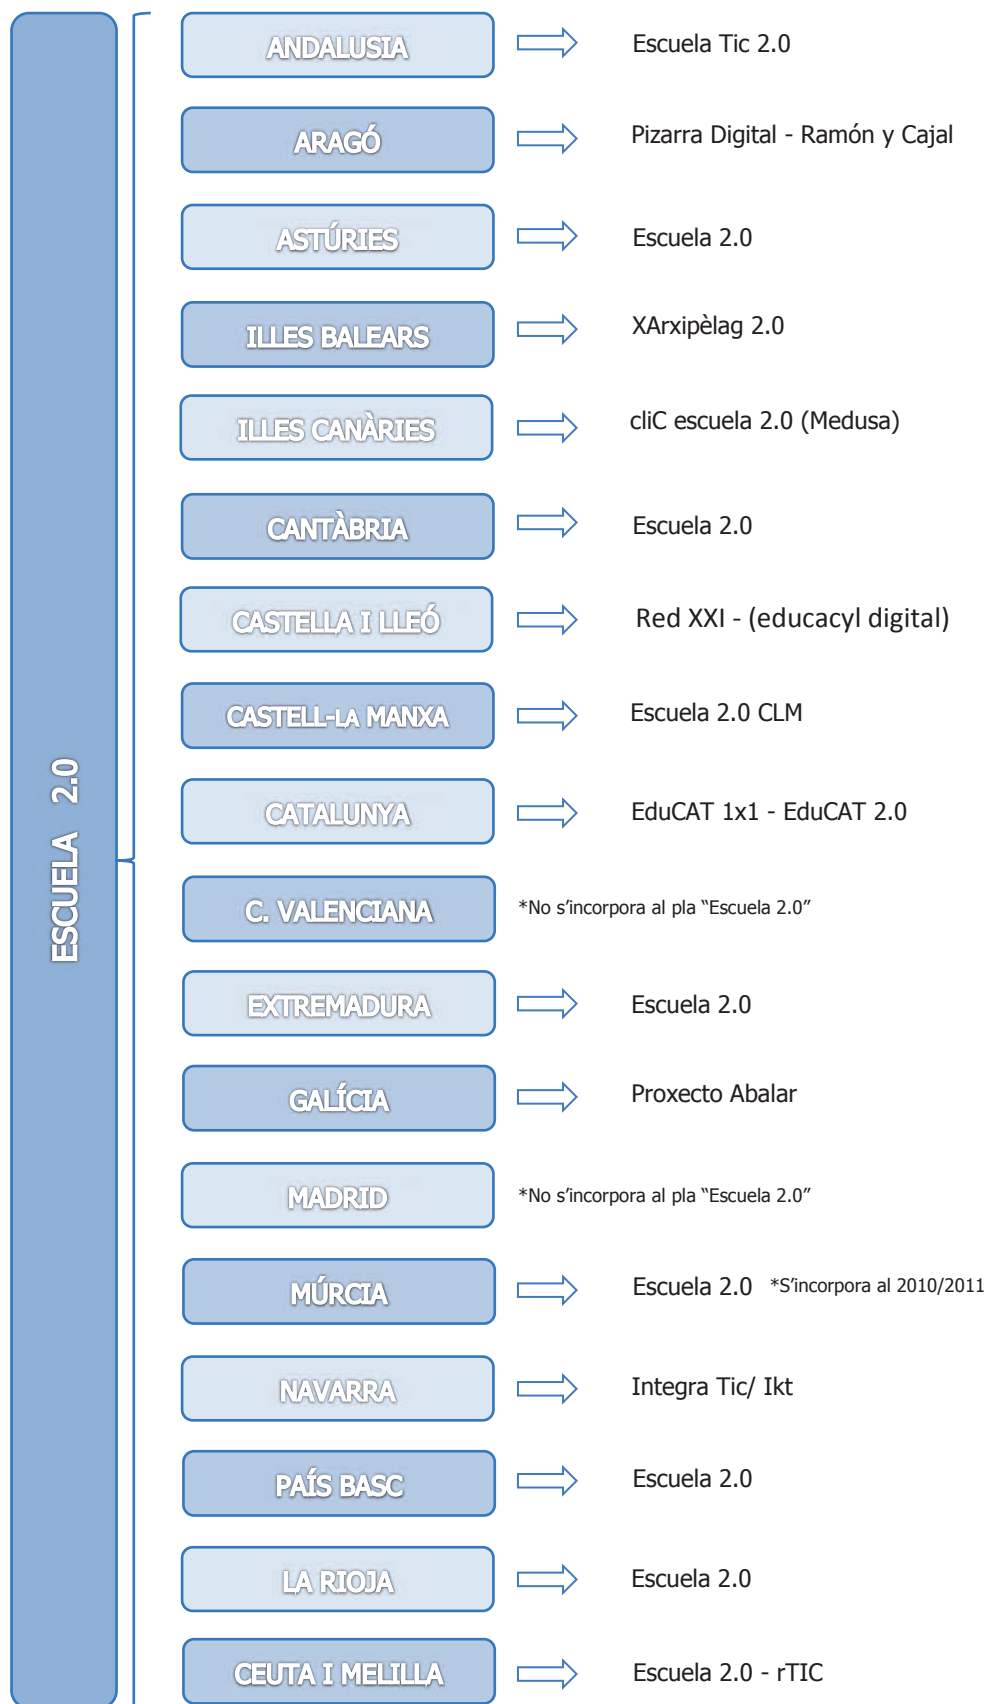 ESCUELA 2.0
ANDALUSIA
Escuela Tic 2.0
ARAGÓ
Pizarra Digital - Ramón y Cajal
ASTÚRIES
Escuela 2.0
ILLES BALEARS
XArxipèlag 2.0
ILLES CANÀRIES
cliC escuela 2.0 (Medusa)
CANTÀBRIA
Escuela 2.0
CASTELLA I LLEÓ
Red XXI - (educacyl digital)
CASTELL-LA MANXA
Escuela 2.0 CLM
CATALUNYA
EduCAT 1x1 - EduCAT 2.0
C. VALENCIANA
*No s’incorpora al pla “Escuela 2.0”
EXTREMADURA
Escuela 2.0
GALÍCIA
Proxecto Abalar
MADRID
*No s’incorpora al pla “Escuela 2.0”
MÚRCIA
Escuela 2.0 *S’incorpora al 2010/2011
NAVARRA
Integra Tic/ Ikt
PAÍS BASC
Escuela 2.0
LA RIOJA
Escuela 2.0
CEUTA I MELILLA
Escuela 2.0 - rTIC